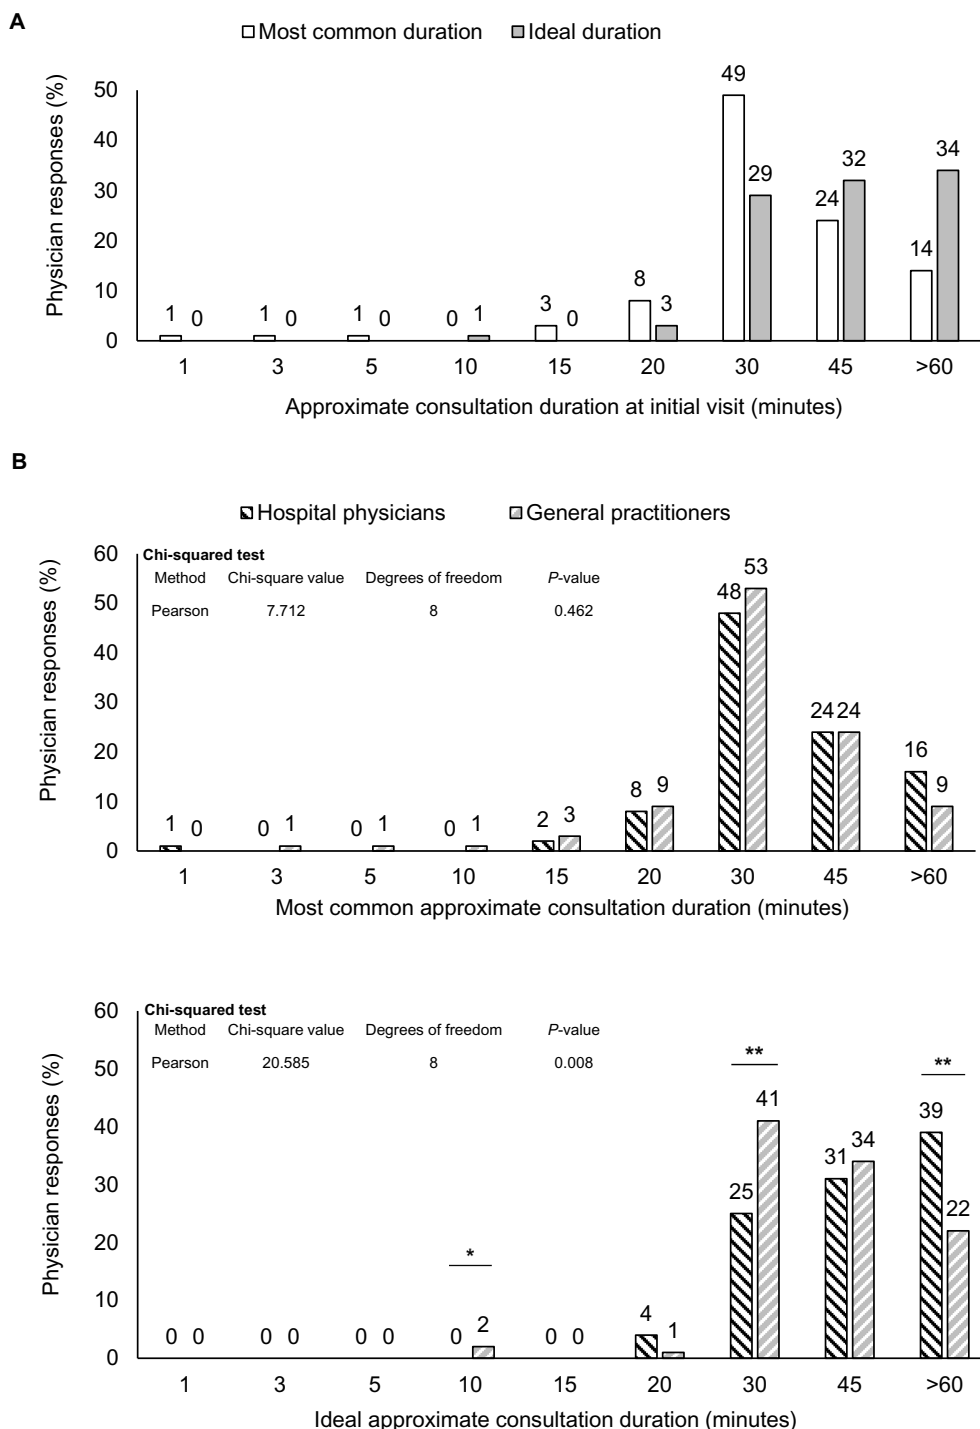 A
Most common duration Ideal duration
Physician responses (%)
50
40
30
20
10
0
1 0 1 0 1 0 0 1 3 0 8 3 49 29 24 32 14 34
1 3 5 10 15 20 30 45 >60
Approximate consultation duration at initial visit (minutes)
B
Hospital physicians General practitioners
Physician responses (%)
60
50
40
30
20
10
0
Chi-squared test
Method Chi-square value Degrees of freedom P-value
Pearson 7.712 8 0.462
1 0 0 1 0 1 0 1 2 3 8 9 48 53 24 24 16 9
1 3 5 10 15 20 30 45 >60
Most common approximate consultation duration (minutes)
Physician responses (%)
60
50
40
30
20
10
0
Chi-squared test
Method Chi-square value Degrees of freedom P-value
Pearson 20.585 8 0.008
* ** **
0 0 0 0 0 0 0 2 0 0 4 1 25 41 31 34 39 22
1 3 5 10 15 20 30 45 >60
Ideal approximate consultation duration (minutes)